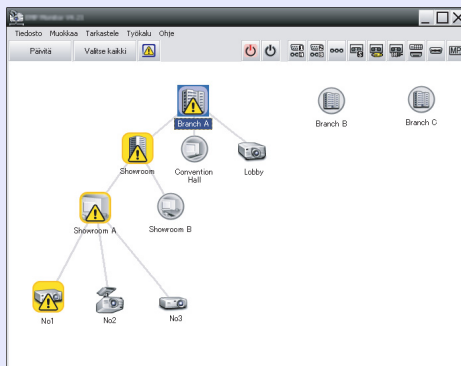 Tiedosto Muokkaa Tarkastele Työkalu Ohje
Päivitä Valitse kaikki MP
Branch A
Branch B
Branch C
Showroom
Convention
Hall
Lobby
Showroom A
Showroom B
No1
No2
No3